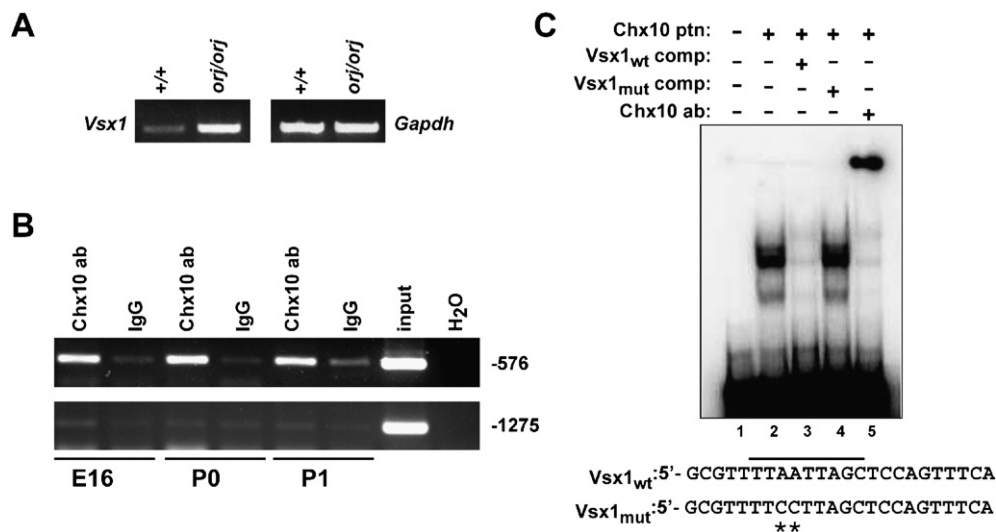 A
+/+
orj/orj
+/+
orj/orj
Vsx1
Gapdh
B
Chx10 ab
IgG
Chx10 ab
IgG
Chx10 ab
IgG
input
H2O
-576
-1275
E16
P0
P1
C
Chx10 ptn: - + + + +
Vsx1wt comp: - - + - -
Vsx1mut comp: - - - + -
Chx10 ab: - - - - +
1 2 3 4 5
Vsx1wt:5'- GCGTTTTAATTAGCTCCAGTTTCA
Vsx1mut:5'- GCGTTTTCCTTAGCTCCAGTTTCA
**